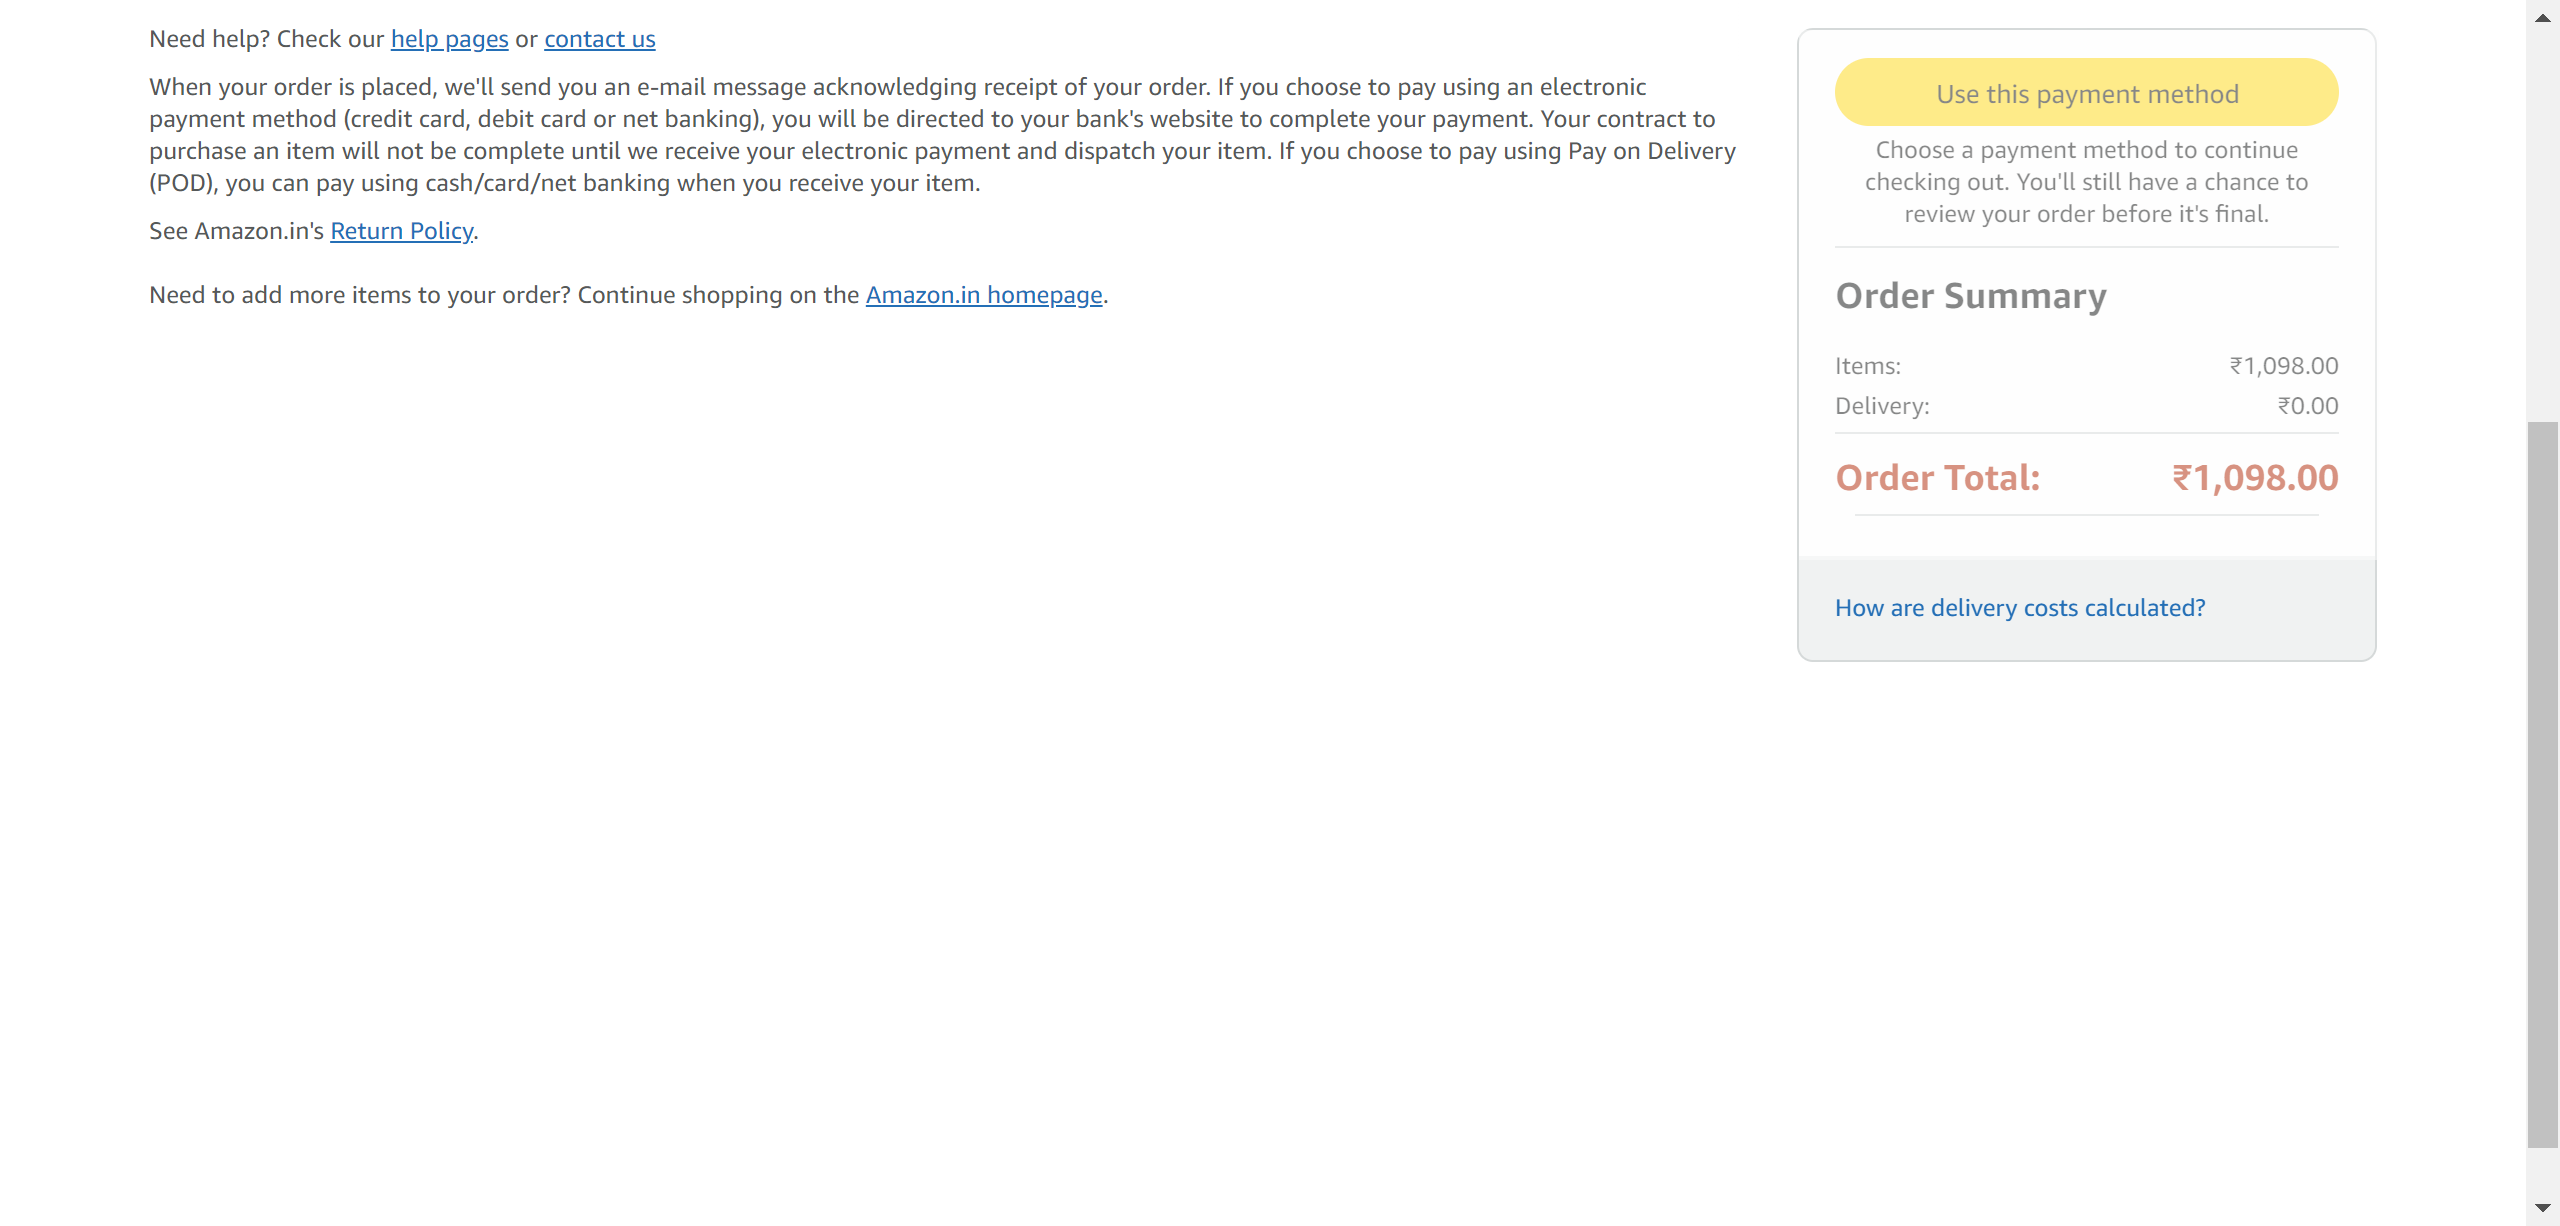 Need help? Check our help pages or contact us
When your order is placed, we'll send you an e-mail message acknowledging receipt of your order. If you choose to pay using an electronic
payment method (credit card, debit card or net banking), you will be directed to your bank's website to complete your payment. Your contract to
purchase an item will not be complete until we receive your electronic payment and dispatch your item. If you choose to pay using Pay on Delivery
(POD), you can pay using cash/card/net banking when you receive your item.
See Amazon.in's Return Policy.
Need to add more items to your order? Continue shopping on the Amazon.in homepage.
Use this payment method
Choose a payment method to continue
checking out. You'll still have a chance to
review your order before it's final.
Order Summary
Items: ₹1,098.00
Delivery: ₹0.00
Order Total: ₹1,098.00
How are delivery costs calculated?